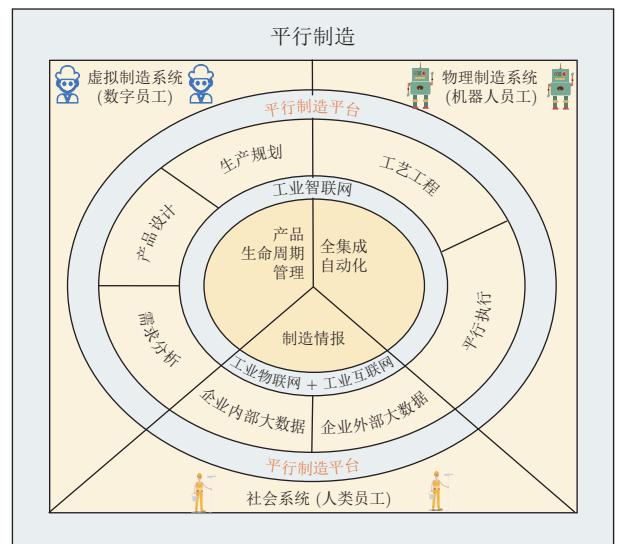 平行制造
虚拟制造系统
(数字员工)
物理制造系统
(机器人员工)
平行制造平台
生产规划
工艺工程
工业智联网
产品设计
产品
生命周期
管理
全集成
自动化
需求分析
平行执行
制造情报
工业物联网 + 工业互联网
企业内部大数据
企业外部大数据
平行制造平台
社会系统 (人类员工)